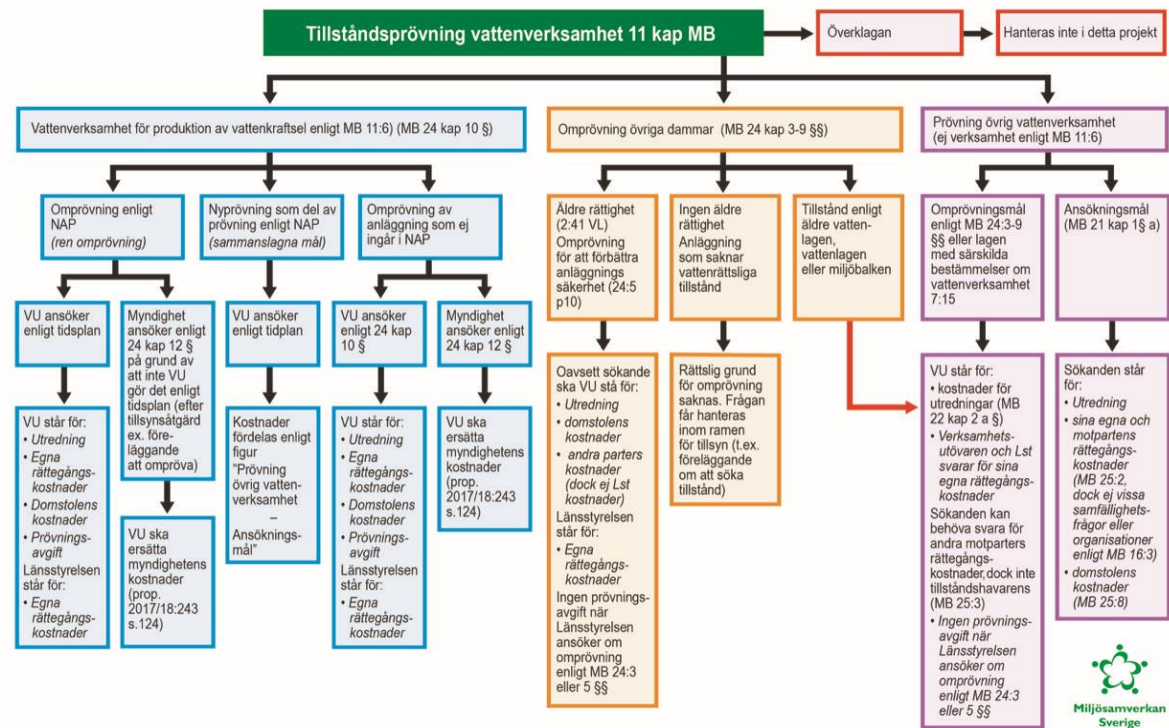 Tillståndsprövning vattenverksamhet 11 kap MB
Överklagan
Hanteras inte i detta projekt
Vattenverksamhet för produktion av vattenkraftsel enligt MB 11:6) (MB 24 kap 10 §)
Omprövning övriga dammar (MB 24 kap 3-9 §§)
Prövning övrig vattenverksamhet
(ej verksamhet enligt MB 11:6)
Omprövning enligt
NAP
(ren omprövning)
Nyprövning som del av
prövning enligt NAP
(sammanslagna mål)
Omprövning av
anläggning som ej
ingår i NAP
Äldre rättighet
(2:41 VL)
Omprövning
för att förbättra
anläggnings
säkerhet (24:5
p10)
Ingen äldre
rättighet
Anläggning
som saknar
vattenrättsliga
tillstånd
Tillstånd enligt
äldre vatten-
lagen,
vattenlagen
eller miljöbalken
Omprövningsmål
enligt MB 24:3-9
§§ eller lagen
med särskilda
bestämmelser om
vattenverksamhet
7:15
Ansökningsmål
(MB 21 kap 1§ a)
VU ansöker
enligt tidsplan
Myndighet
ansöker enligt
24 kap 12 §
på grund av
att inte VU
gör det enligt
tidsplan (efter
tillsynsåtgärd
ex. före-
läggande
att ompröva)
VU ansöker
enligt tidplan
VU ansöker
enligt 24 kap
10 §
Myndighet
ansöker enligt
24 kap 12 §
VU står för:
• Utredning
• Egna
rättegångs-
kostnader
• Domstolens
kostnader
• Prövnings-
avgift
Länsstyrelsen
står för:
• Egna
rättegångs-
kostnader
VU ska
ersätta
myndighetens
kostnader
(prop.
2017/18:243
s.124)
Kostnader
fördelas enligt
figur
"Prövning
övrig vatten-
verksamhet
–
Ansöknings-
mål"
VU står för:
• Utredning
• Egna
rättegångs-
kostnader
• Domstolens
kostnader
• Prövnings-
avgift
Länsstyrelsen
står för:
• Egna
rättegångs-
kostnader
VU ska
ersätta
myndighetens
kostnader
(prop.
2017/18:243
s.124)
Oavsett sökande
ska VU stå för:
• Utredning
• domstolens
kostnader
• andra parters
kostnader
(dock ej Lst
kostnader)
Länsstyrelsen
står för:
• Egna
rättegångs-
kostnader
Ingen prövnings-
avgift när
Länsstyrelsen
ansöker om
omprövning
enligt MB 24:3
eller 5 §§
Rättslig grund
för omprövning
saknas. Frågan
får hanteras
inom ramen
för tillsyn (t.ex.
föreläggande
om att söka
tillstånd)
VU står för:
• kostnader för
utredningar (MB
22 kap 2 a §)
• Verksamhets-
utövaren och Lst
svarar för sina
egna rättegångs-
kostnader
Sökanden kan
behöva svara för
andra motparters
rättegångs-
kostnader, dock inte
tillståndshavarens
(MB 25:3)
• Ingen prövnings-
avgift när
Länsstyrelsen
ansöker om
omprövning
enligt MB 24:3
eller 5 §§
Sökanden står
för:
• Utredning
• sina egna och
motpartens
rättegångs-
kostnader
(MB 25:2,
dock ej vissa
samfällighets-
frågor eller
organisationer
enligt MB 16:3)
• domstolens
kostnader
(MB 25:8)
Miljösamverkan
Sverige